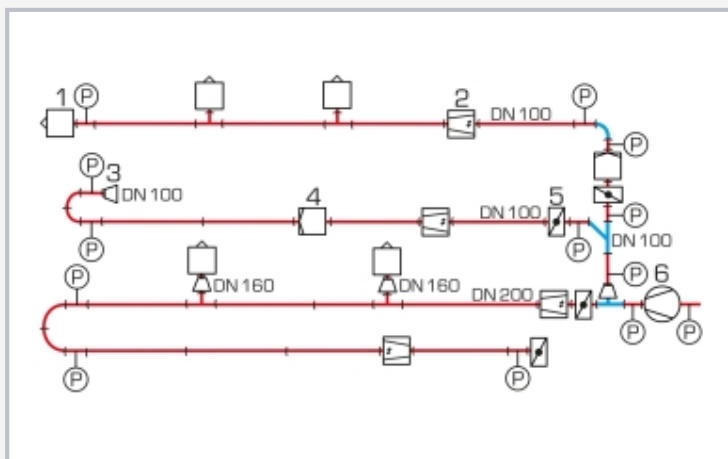 1 P 2 DN 100 P
P
P 3 DN 100
4 DN 100 5 P
P
P DN 100
P DN 160 DN 160 DN 200 P 6
P P
P P